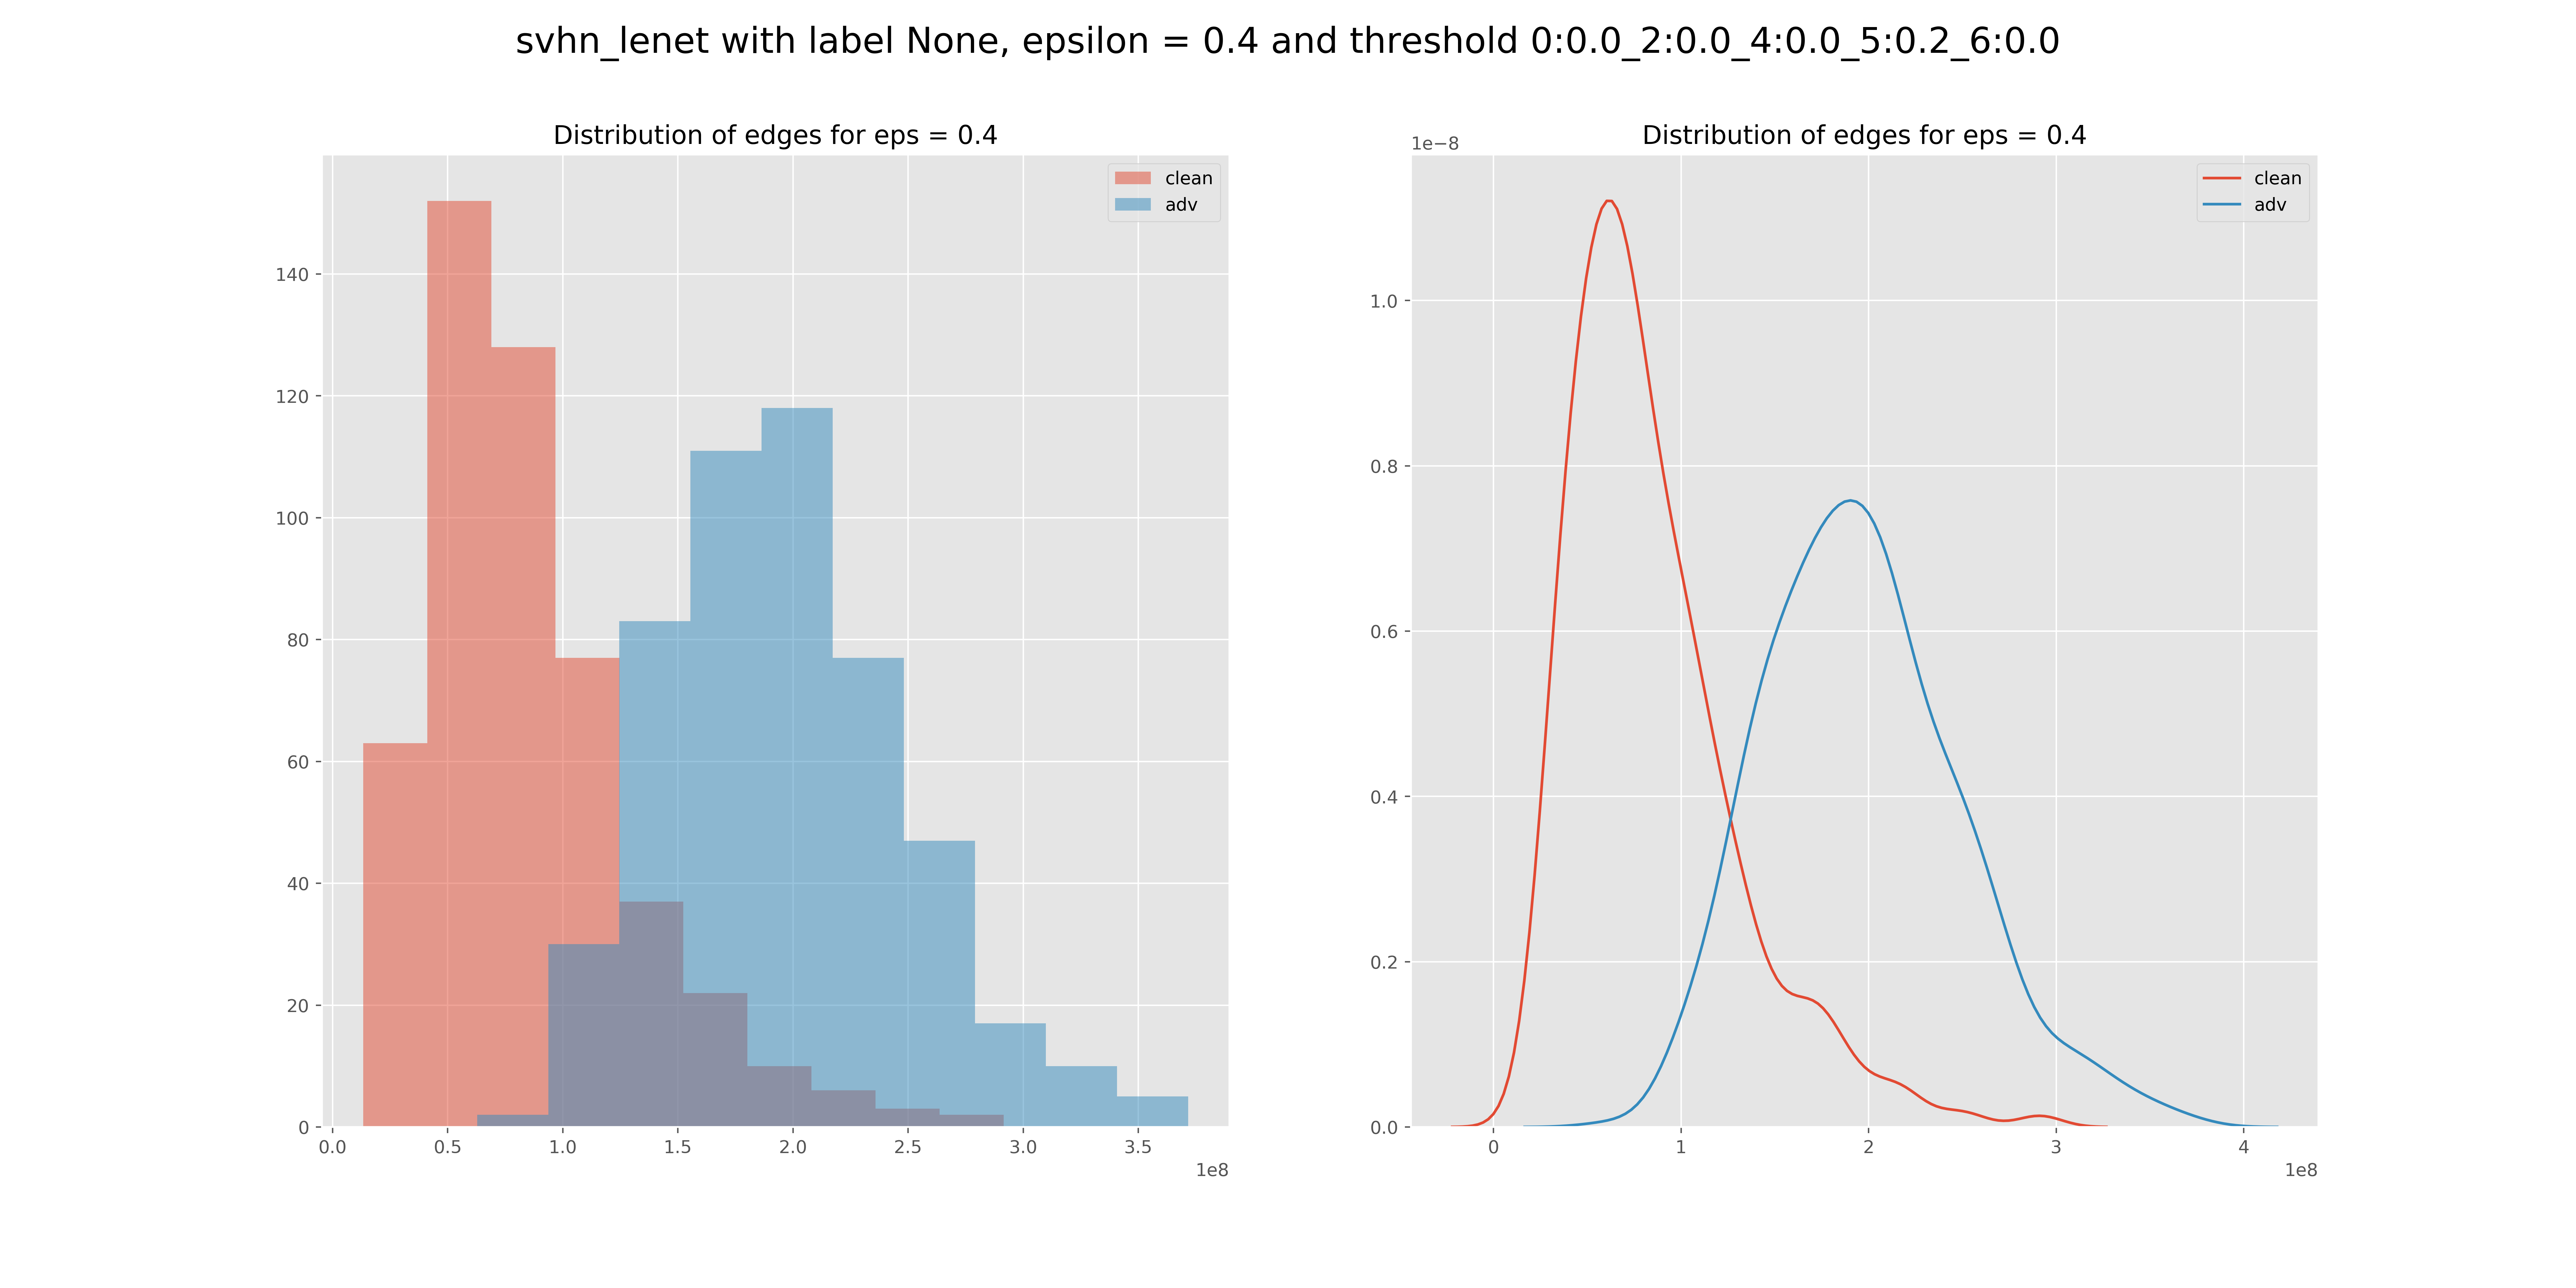 svhn_lenet with label None, epsilon = 0.4 and threshold 0:0.0_2:0.0_4:0.0_5:0.2_6:0.0
Distribution of edges for eps = 0.4
clean
adv
140
120
100
80
60
40
20
0
0.0 0.5 1.0 1.5 2.0 2.5 3.0 3.5
1e8
Distribution of edges for eps = 0.4
1e−8
clean
adv
1.0
0.8
0.6
0.4
0.2
0.0
0 1 2 3 4
1e8